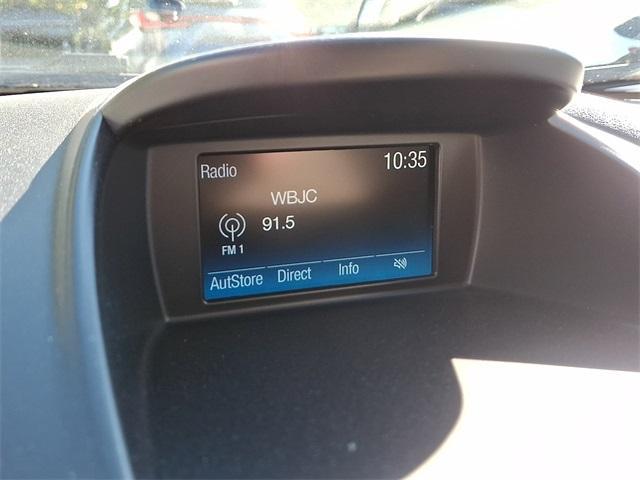 Radio 10:35
WBJC
91.5
FM 1
AutStore Direct Info